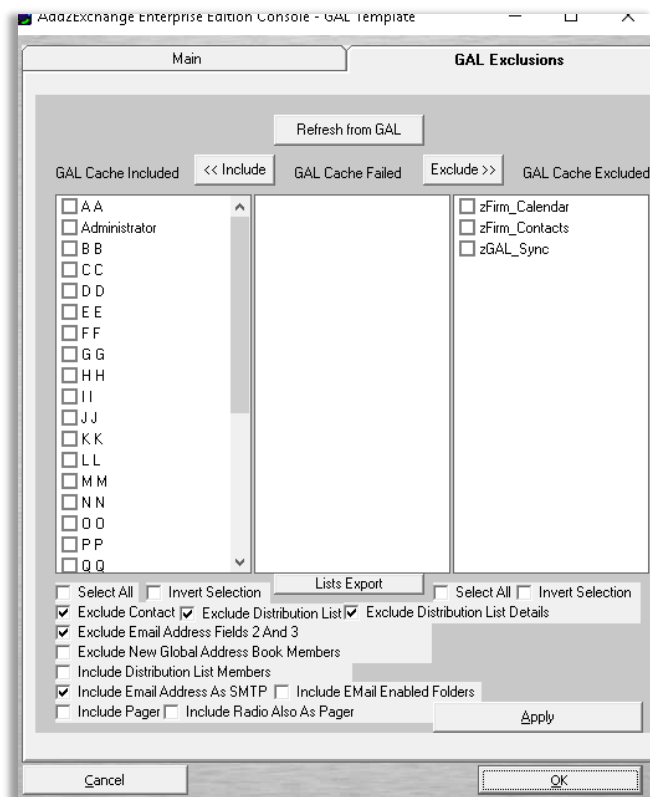 Add2Exchange Enterprise Edition Console - GAL Template
Main
GAL Exclusions
Refresh from GAL
GAL Cache Included
<< Include
GAL Cache Failed
Exclude >>
GAL Cache Excluded
A A
Administrator
B B
C C
D D
E E
F F
G G
H H
I I
J J
K K
L L
M M
N N
O O
P P
Q Q
zFirm_Calendar
zFirm_Contacts
zGAL_Sync
Select All
Invert Selection
Lists Export
Select All
Invert Selection
Exclude Contact
Exclude Distribution List
Exclude Distribution List Details
Exclude Email Address Fields 2 And 3
Exclude New Global Address Book Members
Include Distribution List Members
Include Email Address As SMTP
Include EMail Enabled Folders
Include Pager
Include Radio Also As Pager
Apply
Cancel
OK